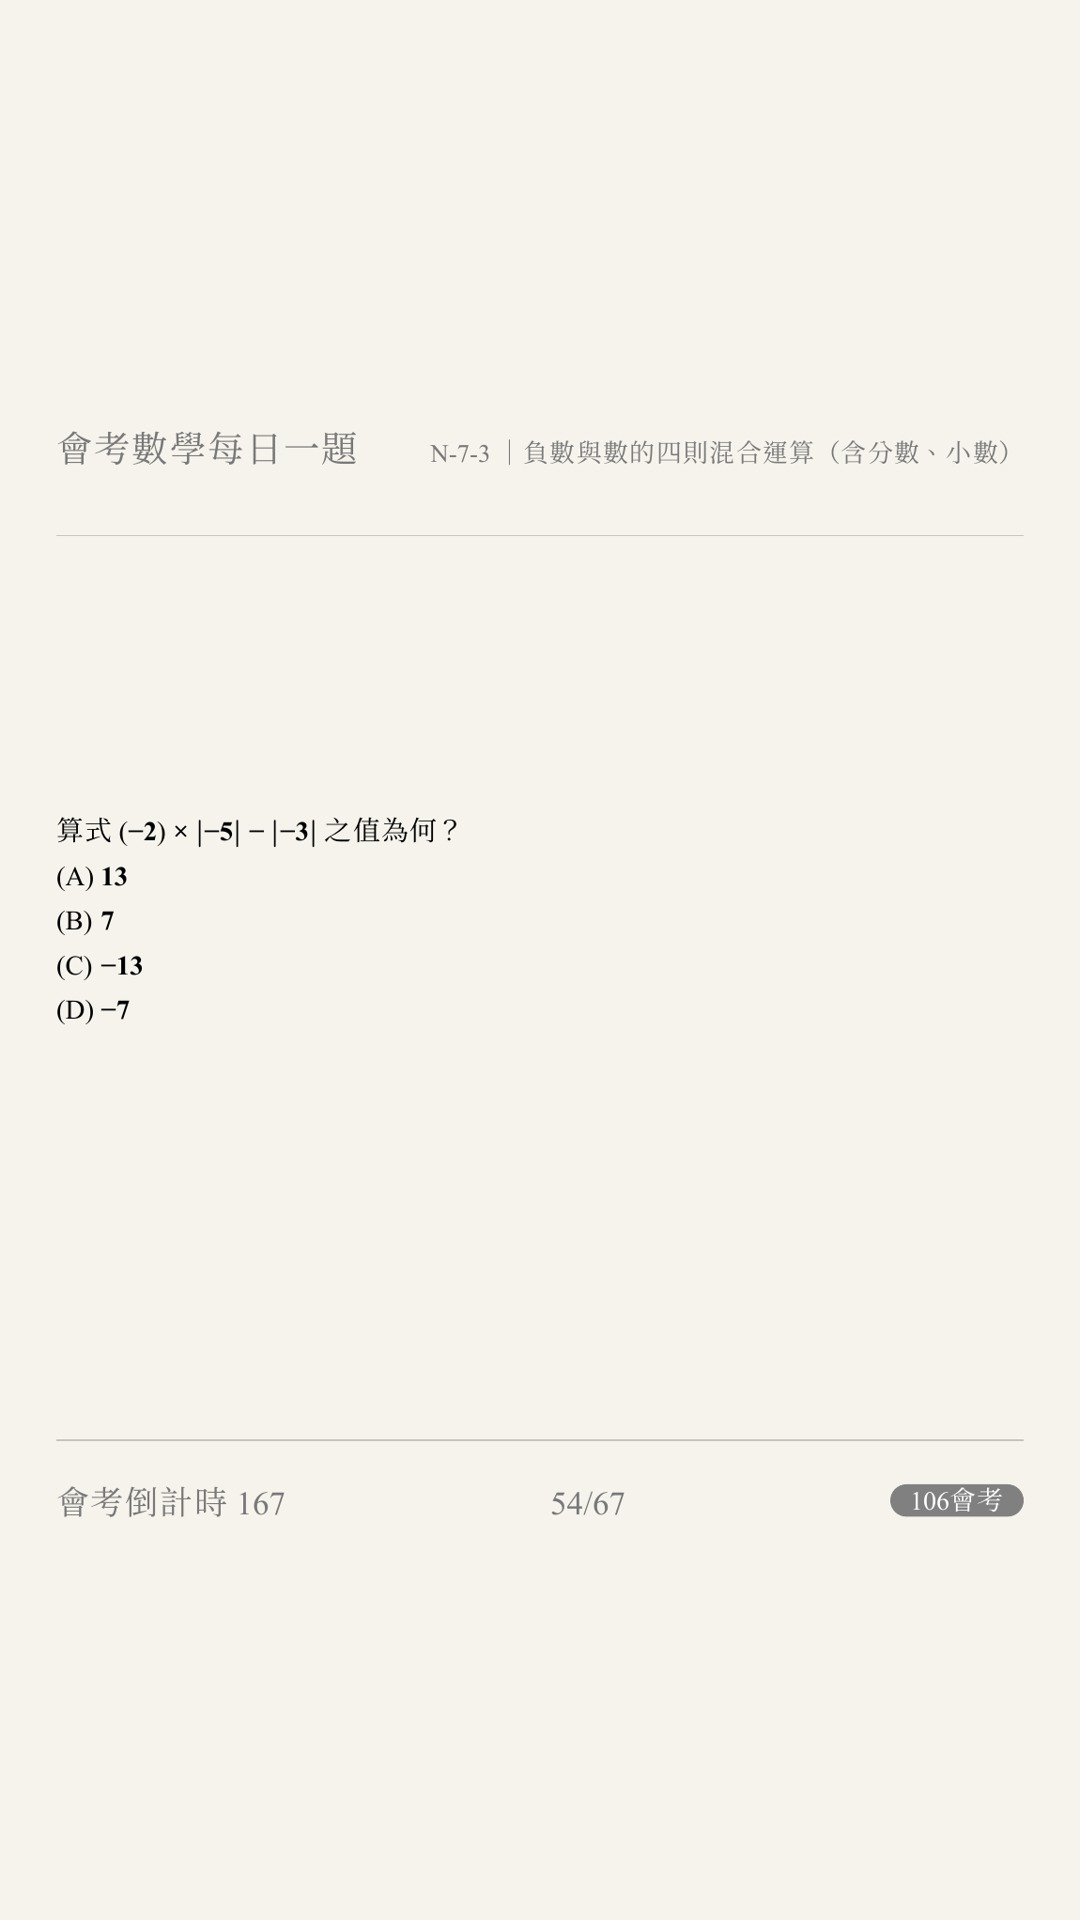 會考數學每日一題
N-7-3｜負數與數的四則混合運算（含分數、小數）
算式 (−2) × |−5| − |−3| 之值為何？
(A) 13
(B) 7
(C) −13
(D) −7
會考倒計時 167
54/67
106會考